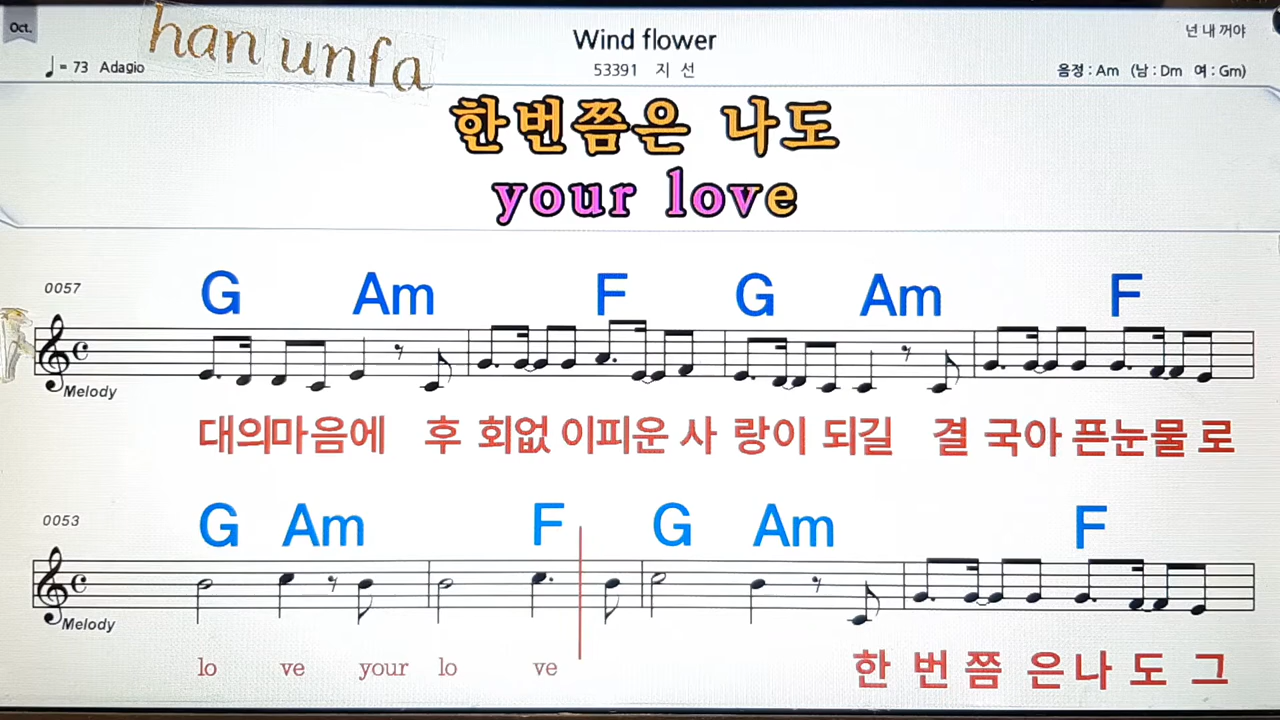 Oct.
han unfa
Wind flower
넌 내 꺼야
♩= 73 Adagio
53391 지 선
음정 : Am (남 : Dm 여 : Gm)
한번쯤은 나도
your love
0057
G Am F G Am F
Melody
대의마음에 후 회없 이피운 사 랑이 되길 결 국아 픈눈물 로
0053
G Am F G Am F
Melody
lo ve your lo ve 한 번 쯤 은나 도 그